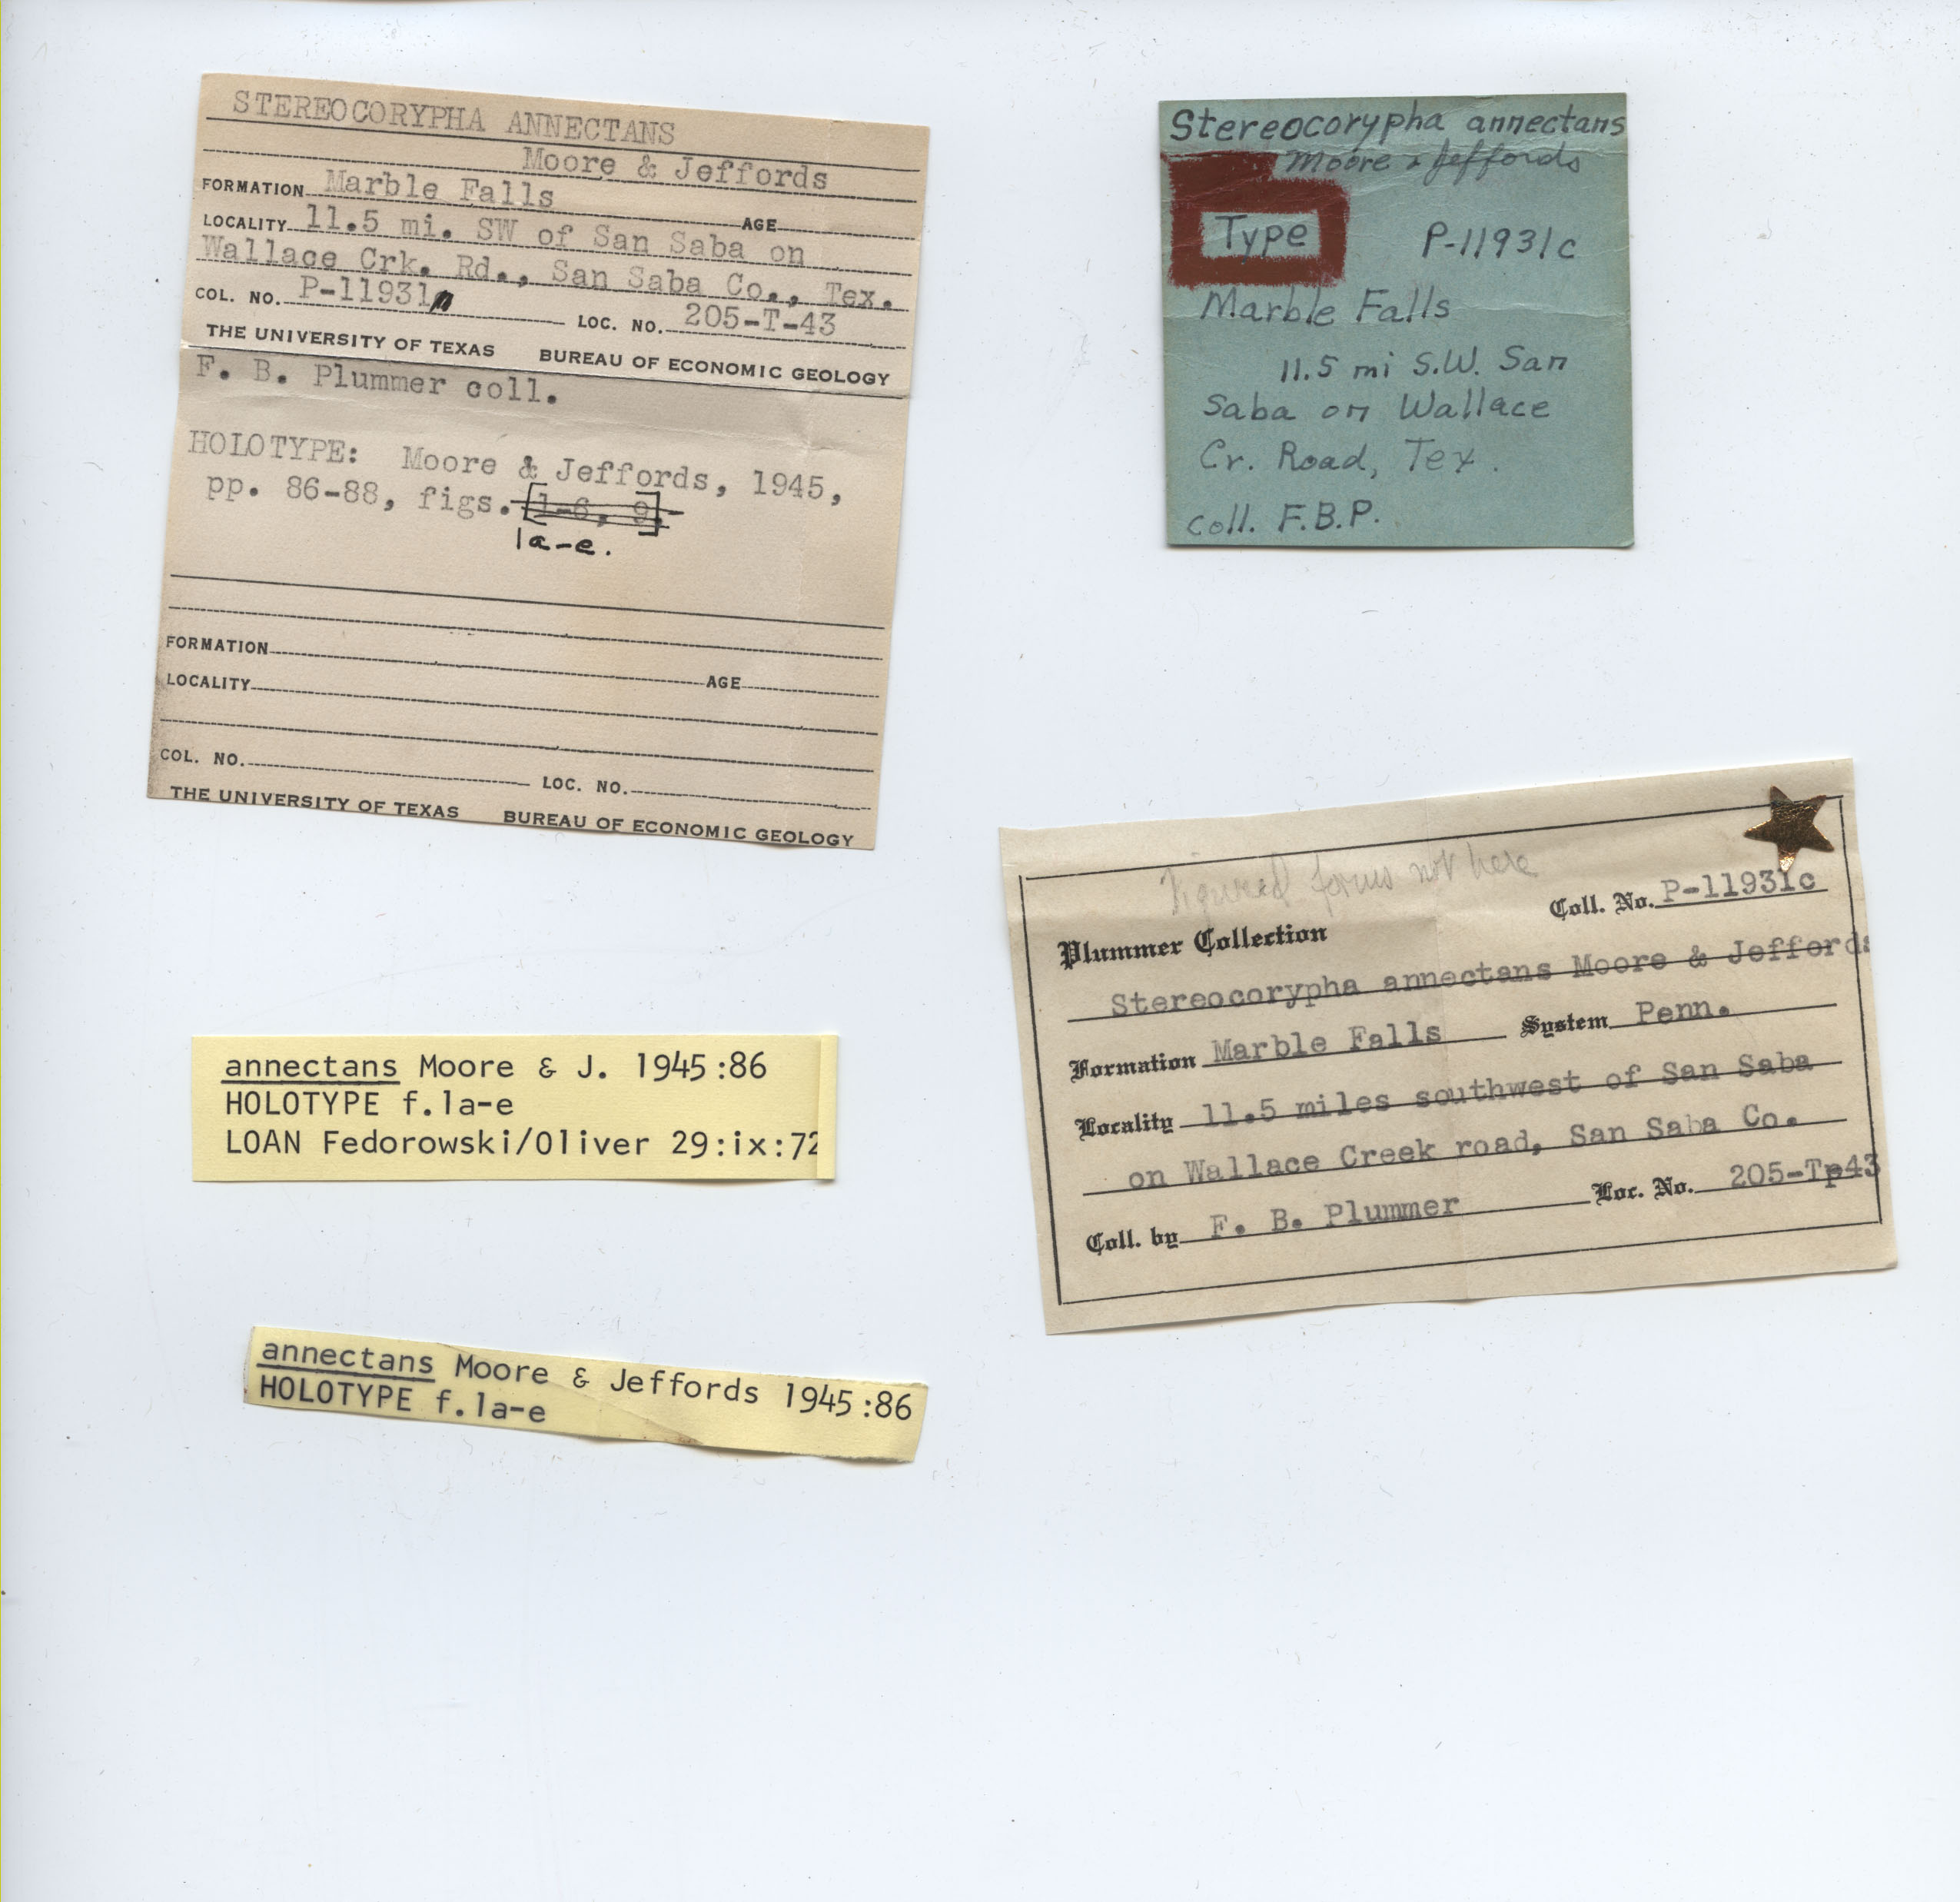 STEREOCORYPHA ANNECTANS
Moore & Jeffords
FORMATION Marble Falls
AGE
LOCALITY 11.5 mi. SW of San Saba on
Wallace Crk. Rd., San Saba Co., Tex.
COL. NO. P-11931 LOC. NO. 205-T-43
THE UNIVERSITY OF TEXAS BUREAU OF ECONOMIC GEOLOGY
F. B. Plummer coll.
HOLOTYPE: Moore & Jeffords, 1945,
pp. 86-88, figs. [1-6, 9].
1a-e.
FORMATION
LOCALITY AGE
COL. NO. LOC. NO.
THE UNIVERSITY OF TEXAS BUREAU OF ECONOMIC GEOLOGY
Stereocorypha annectans
Moore & Jeffords
Type P-11931c
Marble Falls
11.5 mi S.W. San
Saba on Wallace
Cr. Road, Tex.
coll. F.B.P.
Figured forms not here
Coll. No. P-11931c
Plummer Collection
Stereocorypha annectans Moore & Jeffords
Formation Marble Falls System Penn.
Locality 11.5 miles southwest of San Saba
on Wallace Creek road, San Saba Co.
Coll. by F. B. Plummer Loc. No. 205-Tp43
annectans Moore & J. 1945:86
HOLOTYPE f.1a-e
LOAN Fedorowski/Oliver 29:ix:72
annectans Moore & Jeffords 1945:86
HOLOTYPE f.1a-e